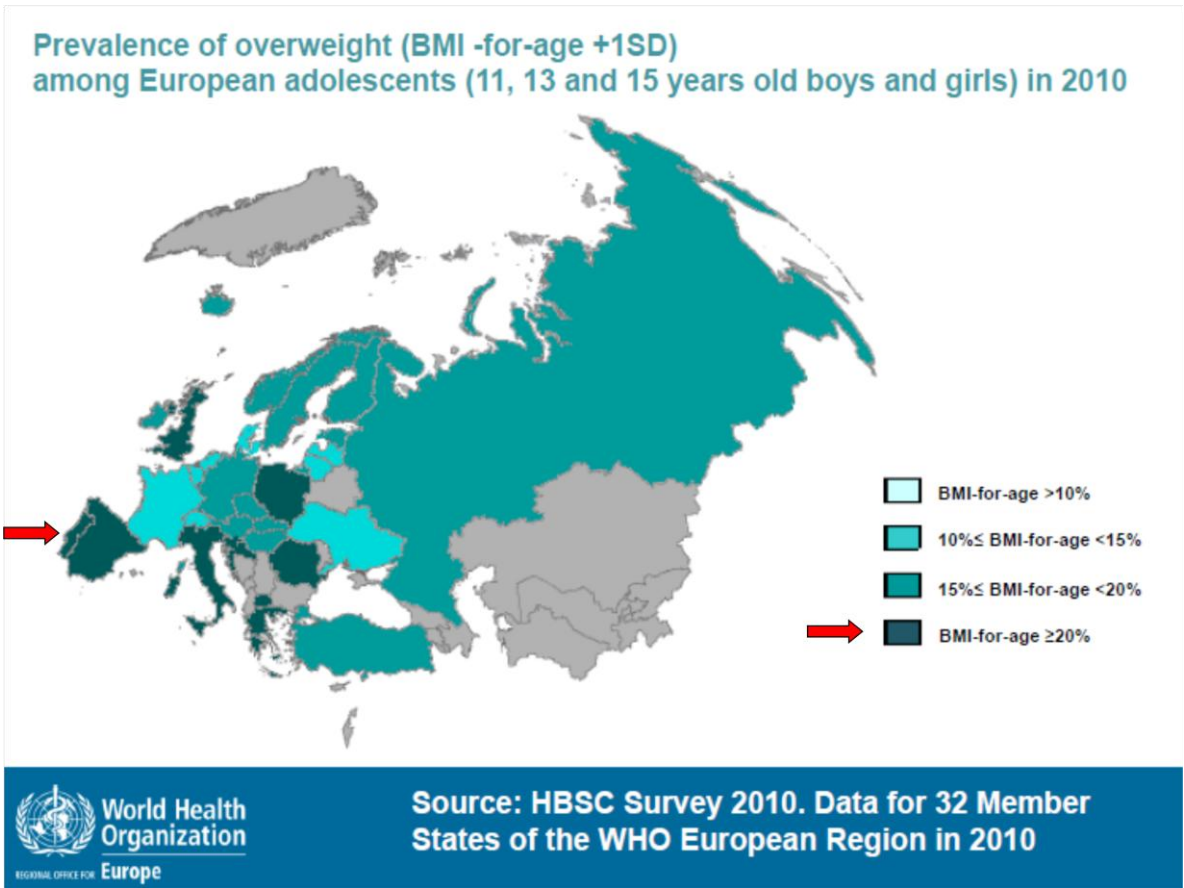 Prevalence of overweight (BMI -for-age +1SD)
among European adolescents (11, 13 and 15 years old boys and girls) in 2010
BMI-for-age >10%
10%≤ BMI-for-age <15%
15%≤ BMI-for-age <20%
BMI-for-age ≥20%
World Health
Organization
REGIONAL OFFICE FOR Europe
Source: HBSC Survey 2010. Data for 32 Member
States of the WHO European Region in 2010